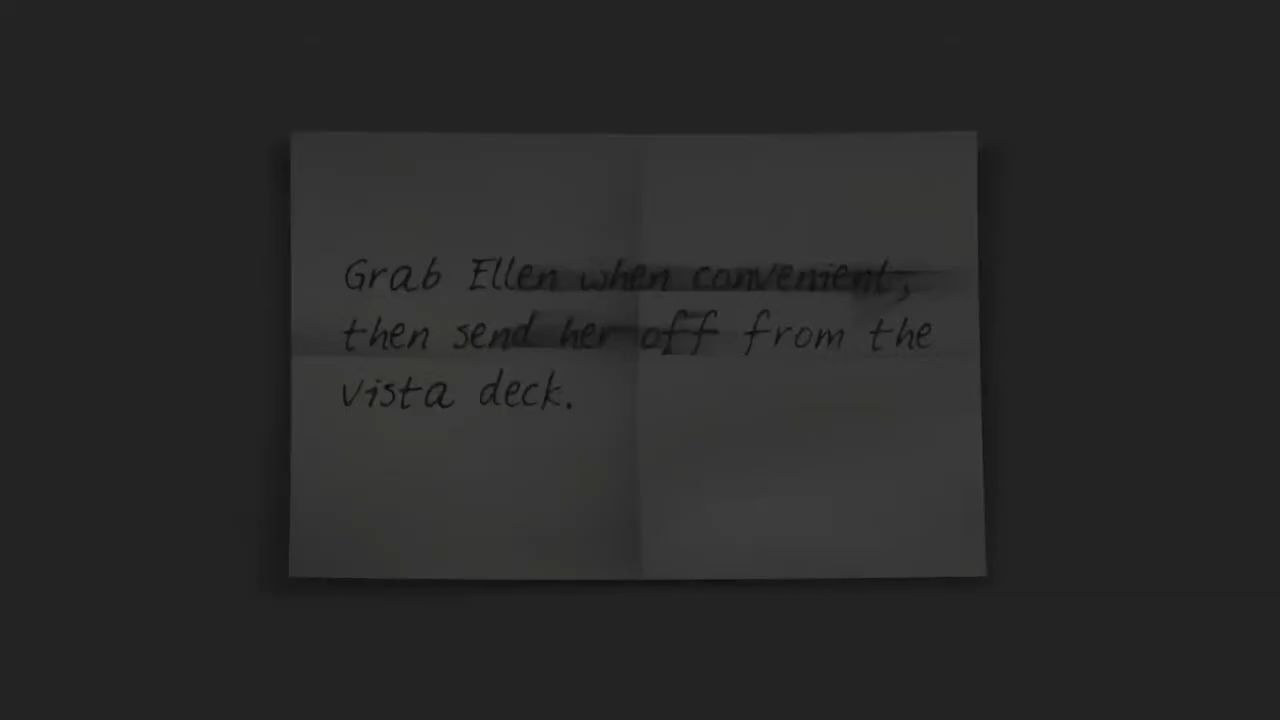 Grab Ellen when convenient,
then send her off from the
vista deck.